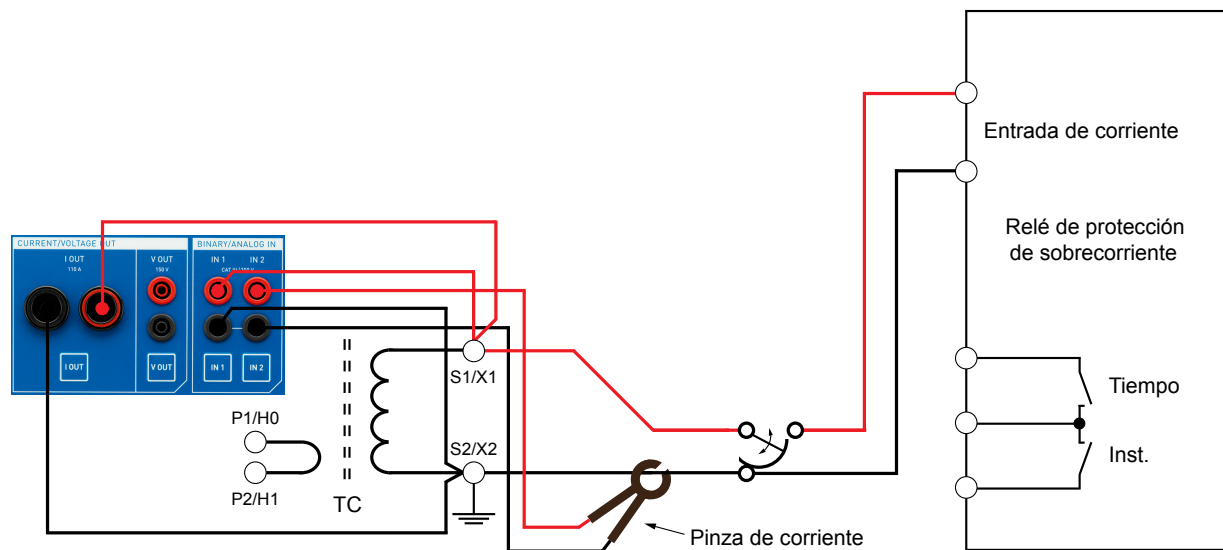 Entrada de corriente
Relé de protección
de sobrecorriente
CURRENT/VOLTAGE OUT
BINARY/ANALOG IN
I OUT
110 A
V OUT
150 V
IN 1
IN 2
I OUT
V OUT
IN 1
IN 2
S1/X1
Tiempo
P1/H0
S2/X2
Inst.
P2/H1
TC
Pinza de corriente